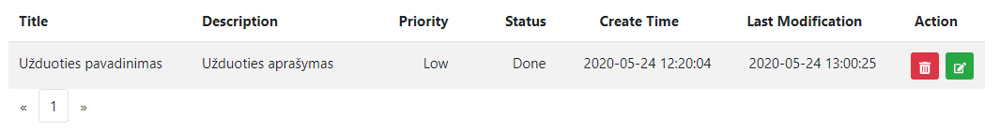 Title Description Priority Status Create Time Last Modification Action
Užduoties pavadinimas Užduoties aprašymas Low Done 2020-05-24 12:20:04 2020-05-24 13:00:25
« 1 »